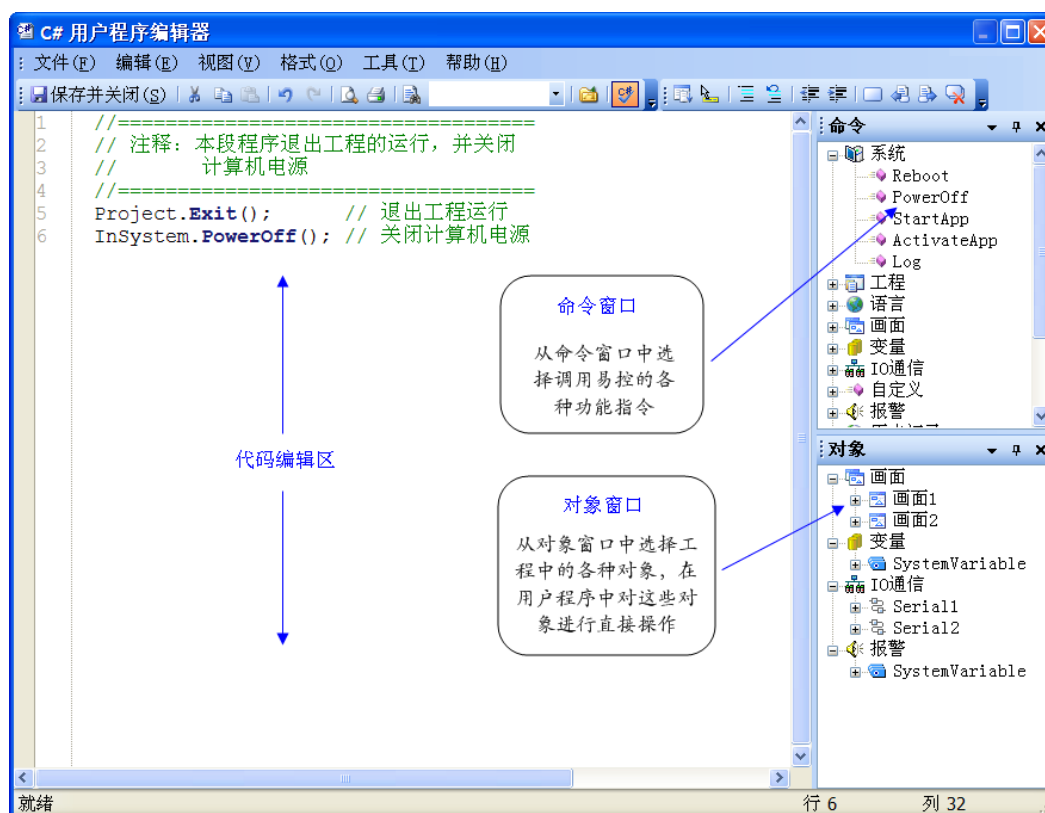 C# 用户程序编辑器
文件(F) 编辑(E) 视图(V) 格式(O) 工具(T) 帮助(H)
保存并关闭(S)
1 //===================================
2 // 注释：本段程序退出工程的运行，并关闭
3 // 计算机电源
4 //===================================
5 Project.Exit(); // 退出工程运行
6 InSystem.PowerOff(); // 关闭计算机电源
命令窗口
从命令窗口中选
择调用易控的各
种功能指令
代码编辑区
对象窗口
从对象窗口中选择工
程中的各种对象，在
用户程序中对这些对
象进行直接操作
命令
系统
Reboot
PowerOff
StartApp
ActivateApp
Log
工程
语言
画面
变量
IO通信
自定义
报警
对象
画面
画面1
画面2
变量
SystemVariable
IO通信
Serial1
Serial2
报警
SystemVariable
就绪 行 6 列 32